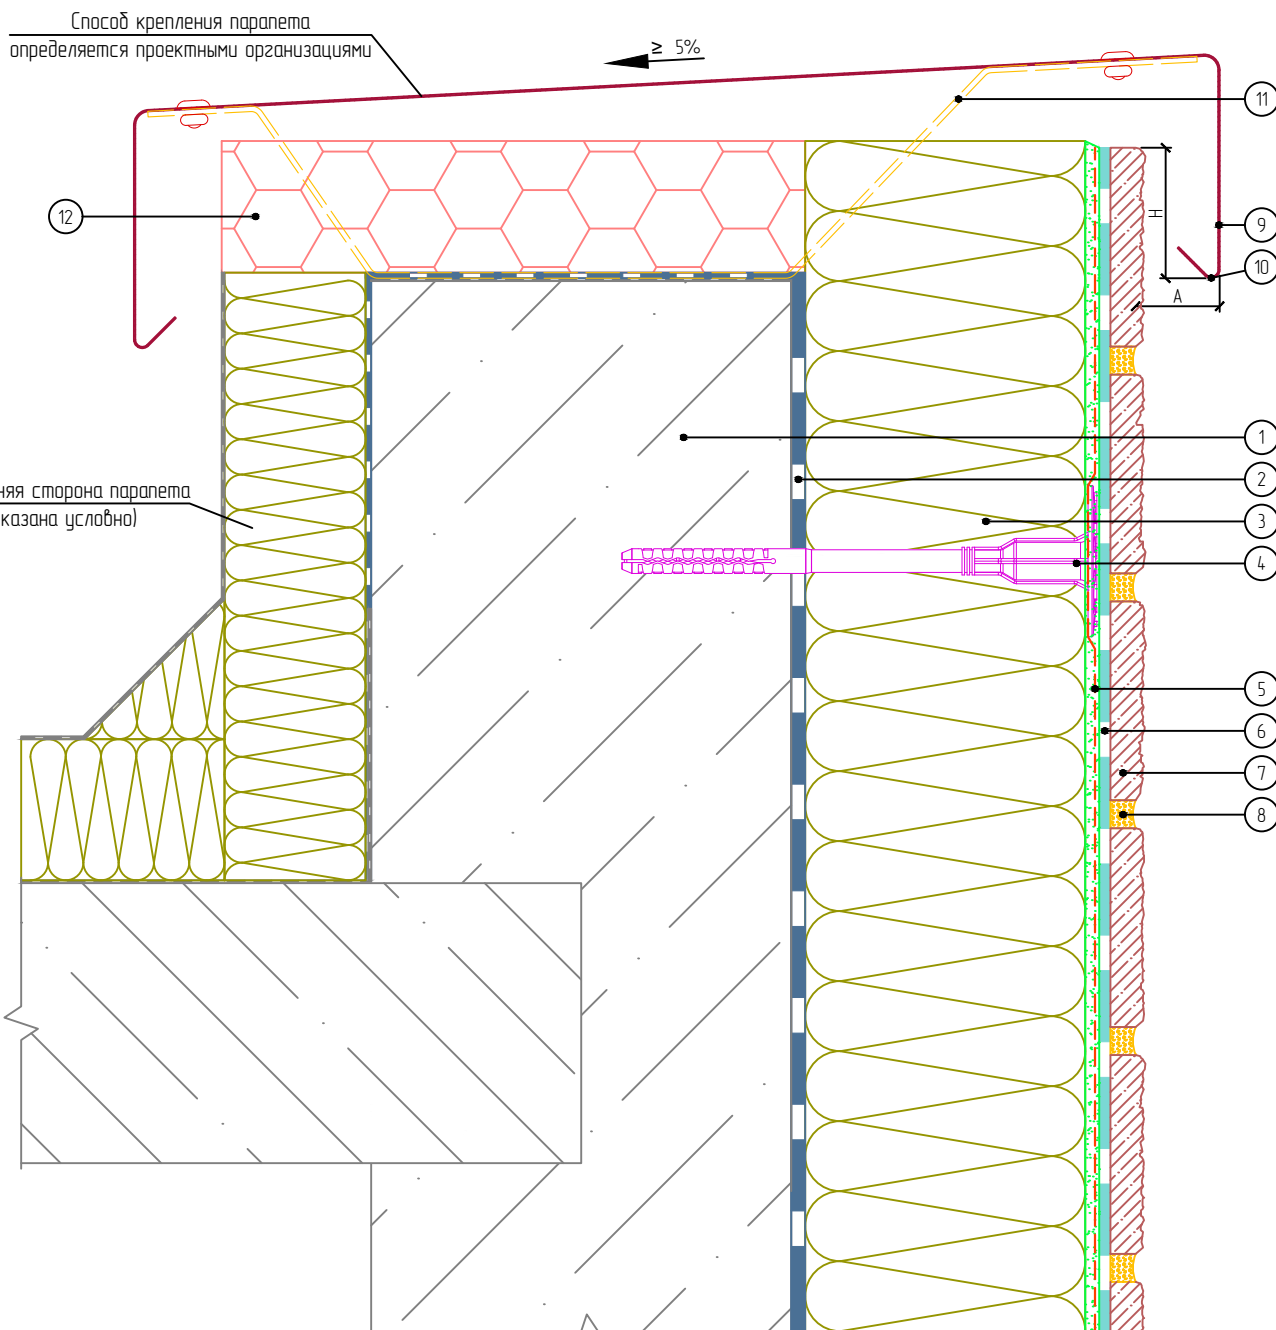 Способ крепления парапета
определяется проектными организациями
≥ 5%
11
12
H
9
10
A
1
2
няя сторона парапета
казана условно)
3
4
5
6
7
8